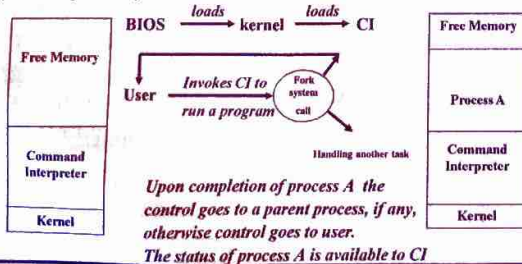 BIOS loads kernel loads CI
Free Memory
Command
Interpreter
Kernel
User
Invokes CI to
run a program
Fork
system
call
Handling another task
Free Memory
Process A
Command
Interpreter
Kernel
Upon completion of process A the
control goes to a parent process, if any,
otherwise control goes to user.
The status of process A is available to CI